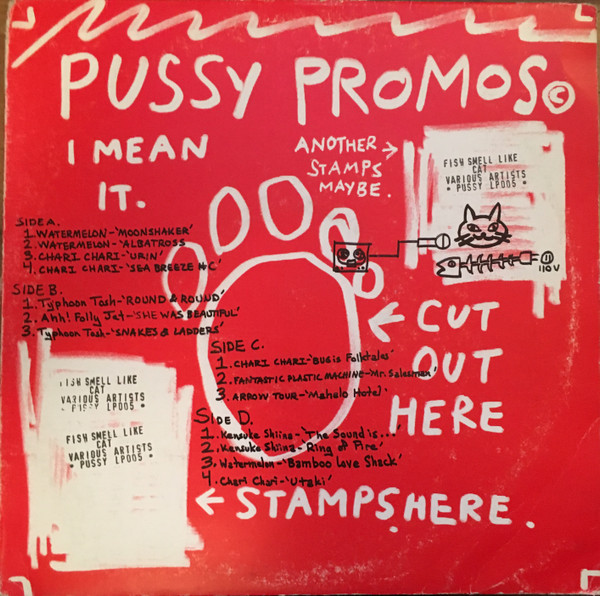 PUSSY PROMOS©
I MEAN
IT.
ANOTHER →
STAMPS
MAYBE.
FISH SMELL LIKE
CAT
VARIOUS ARTISTS
• PUSSY LP005 •
110V
SIDE A.
1. WATERMELON-'MOONSHAKER'
2. WATERMELON-'ALBATROSS
3. CHARI CHARI-'URIN'
4. CHARI CHARI-'SEA BREEZE #C'
SIDE B.
1. Typhoon Tosh-'ROUND & ROUND'
2. Ahh! Folly Jet-'SHE WAS BEAUTIFUL'
3. Typhoon Tosh-'SNAKES & LADDERS'
← CUT
OUT
HERE
SIDE C.
1. CHARI CHARI-'BUS is Folktales'
2. FANTASTIC PLASTIC MACHINE-'Mr. Salesman'
3. ARROW TOUR-'Mahalo Hotel'
SIDE D.
1. Kensuke Shiina-'The Sound is...'
2. Kensuke Shiina-'Ring of Fire'
3. Watermelon-'Bamboo Love Shack'
4. Chari Chari-'Utaki'
FISH SMELL LIKE
CAT
VARIOUS ARTISTS
• PUSSY LP005 •
FISH SMELL LIKE
CAT
VARIOUS ARTISTS
• PUSSY LP005 •
← STAMPS HERE.